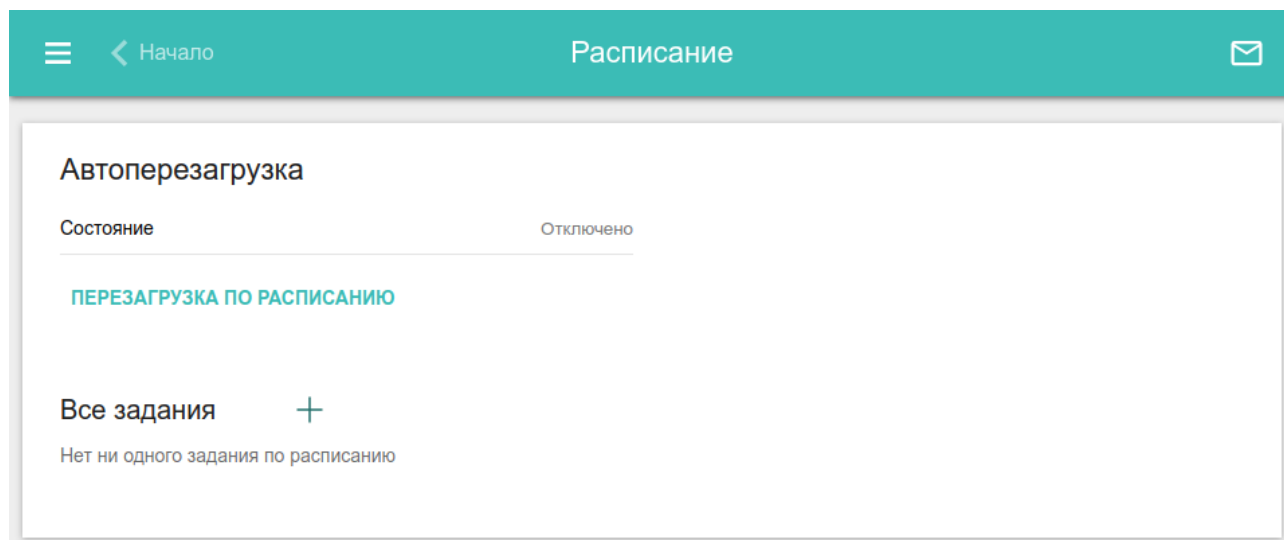 Начало
Расписание
Автоперезагрузка
Состояние Отключено
ПЕРЕЗАГРУЗКА ПО РАСПИСАНИЮ
Все задания
Нет ни одного задания по расписанию